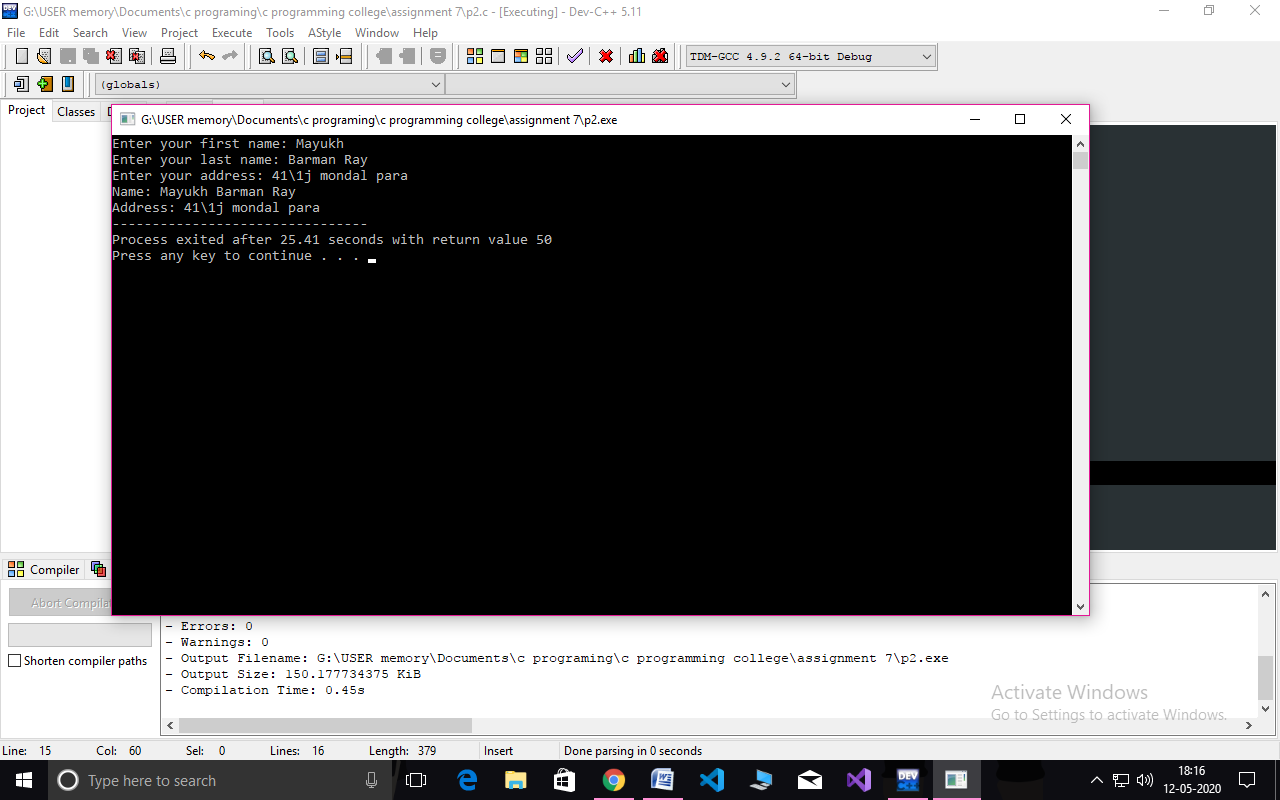 G:\USER memory\Documents\c programing\c programming college\assignment 7\p2.c - [Executing] - Dev-C++ 5.11
File Edit Search View Project Execute Tools AStyle Window Help
TDM-GCC 4.9.2 64-bit Debug
(globals)
Project Classes
G:\USER memory\Documents\c programing\c programming college\assignment 7\p2.exe
Enter your first name: Mayukh
Enter your last name: Barman Ray
Enter your address: 41\1j mondal para
Name: Mayukh Barman Ray
Address: 41\1j mondal para
--------------------------------
Process exited after 25.41 seconds with return value 50
Press any key to continue . . .
Compiler
Abort
Shorten compiler paths
- Errors: 0
- Warnings: 0
- Output Filename: G:\USER memory\Documents\c programing\c programming college\assignment 7\p2.exe
- Output Size: 150.177734375 KiB
- Compilation Time: 0.45s
Activate Windows
Go to Settings to activate Windows.
Line: 15 Col: 60 Sel: 0 Lines: 16 Length: 379 Insert Done parsing in 0 seconds
Type here to search
DEV
18:16
12-05-2020